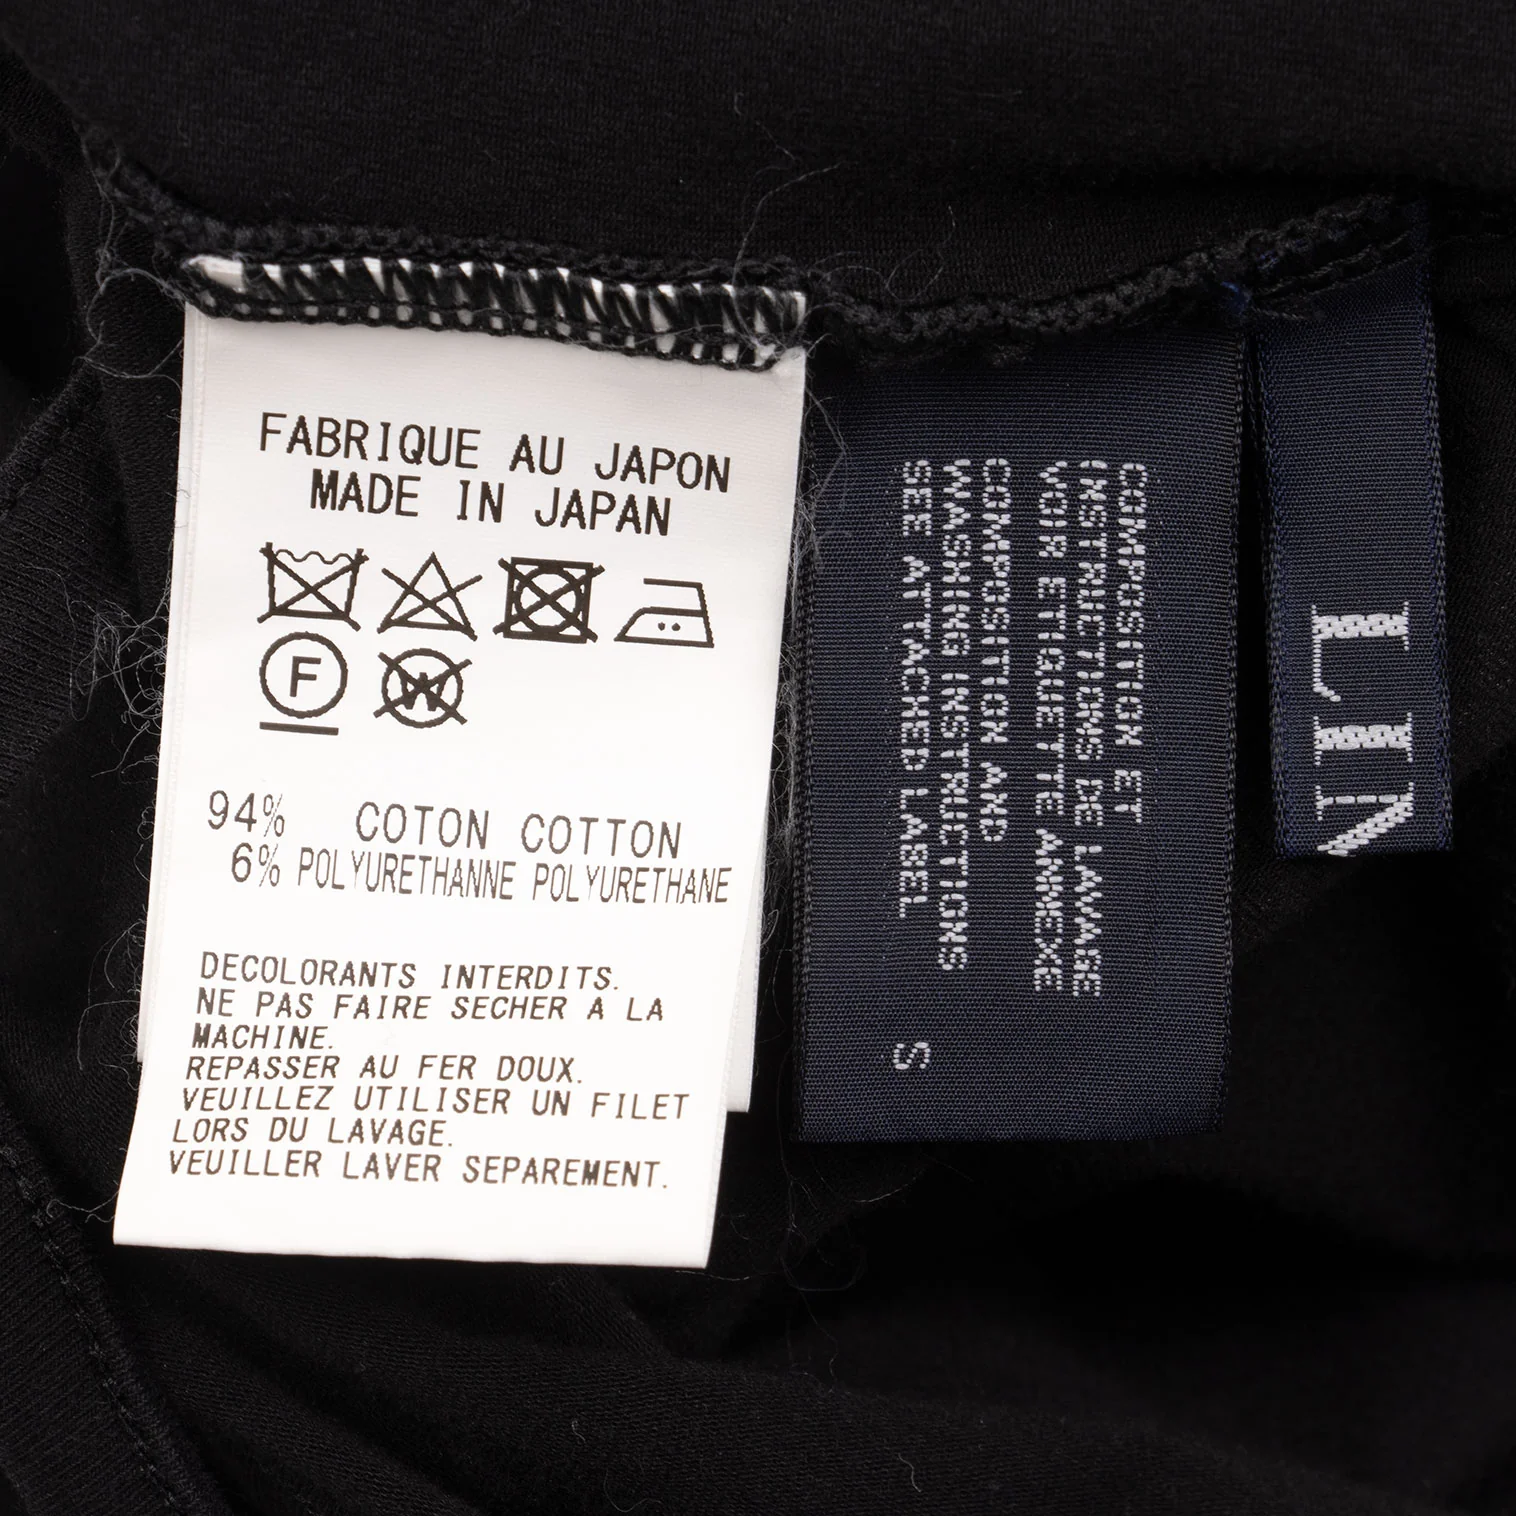 FABRIQUE AU JAPON
MADE IN JAPAN
F
W
94% COTON COTTON
6% POLYURETHANNE POLYURETHANE
DECOLORANTS INTERDITS.
NE PAS FAIRE SECHER A LA
MACHINE.
REPASSER AU FER DOUX.
VEUILLEZ UTILISER UN FILET
LORS DU LAVAGE.
VEUILLER LAVER SEPAREMENT.
COMPOSITION ET
INSTRUCTIONS DE LAVAGE
VOIR ETIQUETTE ANNEXE
COMPOSITION AND
WASHING INSTRUCTIONS
SEE ATTACHED LABEL
S
LIN